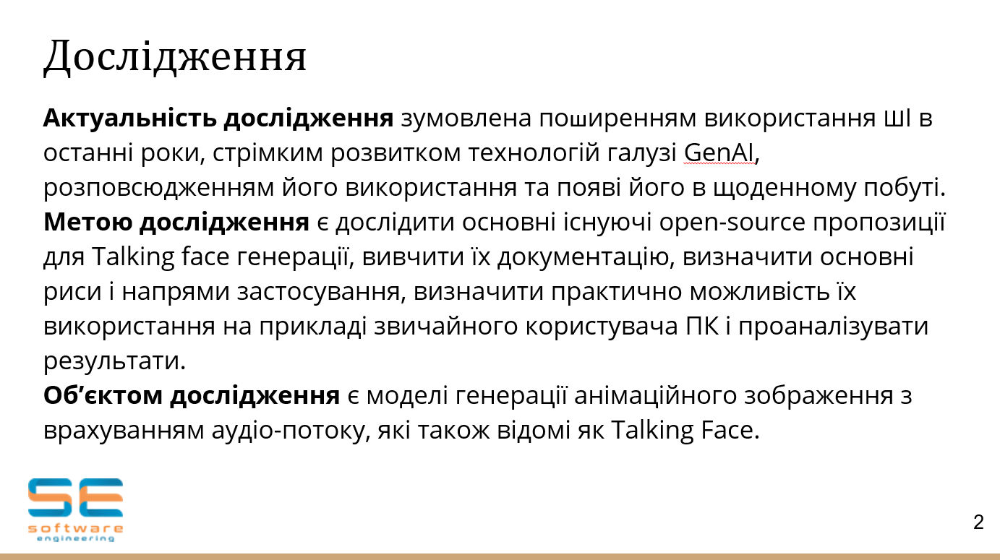 Дослідження
Актуальність дослідження зумовлена поширенням використання ШІ в
останні роки, стрімким розвитком технологій галузі GenAI,
розповсюдженням його використання та появі його в щоденному побуті.
Метою дослідження є дослідити основні існуючі open-source пропозиції
для Talking face генерації, вивчити їх документацію, визначити основні
риси і напрями застосування, визначити практично можливість їх
використання на прикладі звичайного користувача ПК і проаналізувати
результати.
Об’єктом дослідження є моделі генерації анімаційного зображення з
врахуванням аудіо-потоку, які також відомі як Talking Face.
SE
software
engineering
2